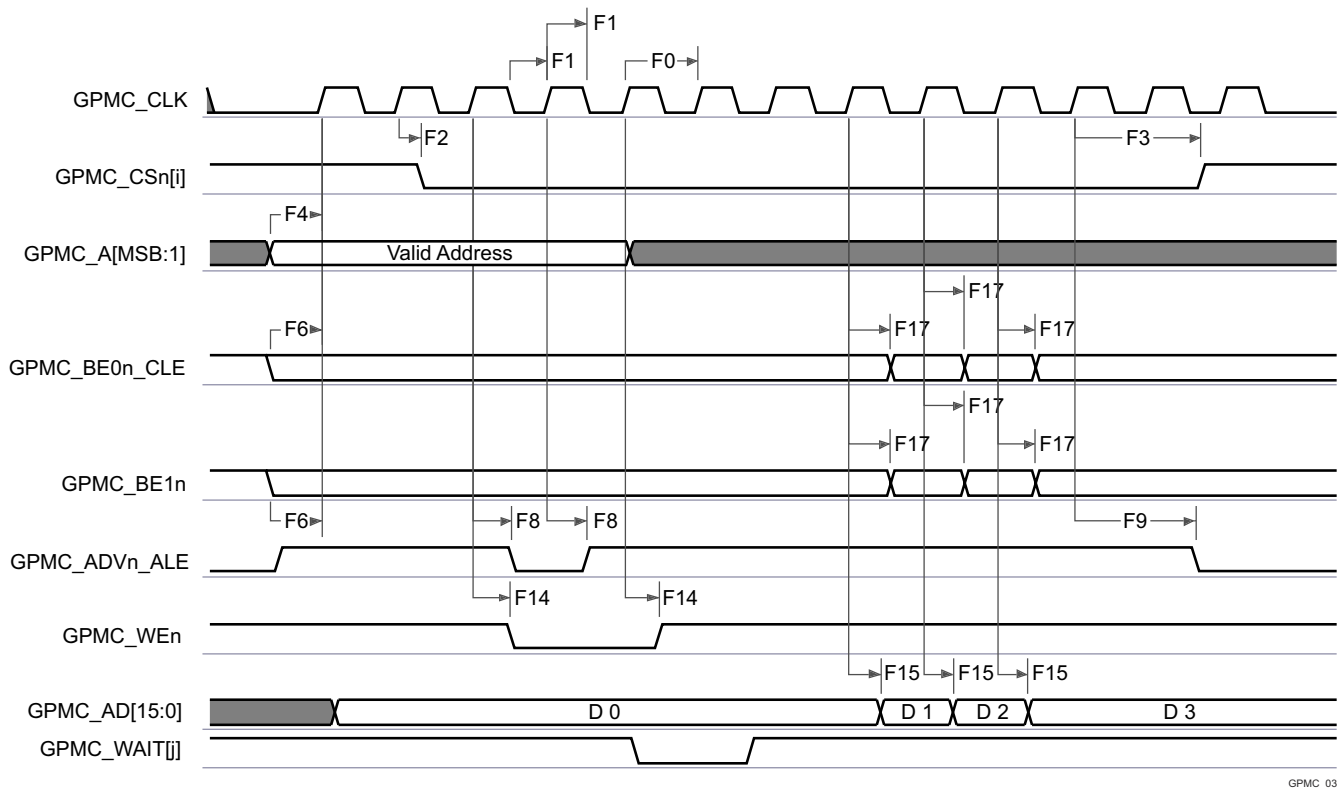 F1
F1
F0
GPMC_CLK
F2
F3
GPMC_CSn[i]
F4
GPMC_A[MSB:1]
Valid Address
F17
F6
F17
F17
GPMC_BE0n_CLE
F17
F17
F17
GPMC_BE1n
F6
F8
F8
F9
GPMC_ADVn_ALE
F14
F14
GPMC_WEn
F15
F15
F15
GPMC_AD[15:0]
D 0
D 1
D 2
D 3
GPMC_WAIT[j]
GPMC_03